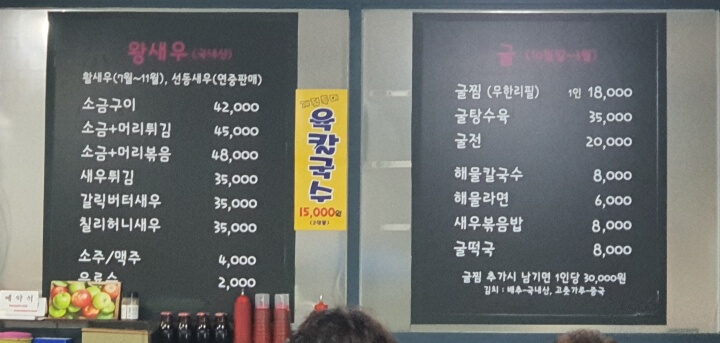 왕새우 (국내산)
왕새우(7월~11월), 선동새우(연중판매)
소금구이 42,000
소금+머리튀김 45,000
소금+머리볶음 48,000
새우튀김 35,000
갈릭버터새우 35,000
칠리허니새우 35,000
소주/맥주 4,000
음료수 2,000
예약석
육칼국수
15,000원
굴
굴찜 (무한리필) 1인 18,000
굴탕수육 35,000
굴전 20,000
해물칼국수 8,000
해물라면 6,000
새우볶음밥 8,000
굴떡국 8,000
굴찜 추가시 남기면 1인당 30,000원
김치 : 배추-국내산, 고춧가루-중국